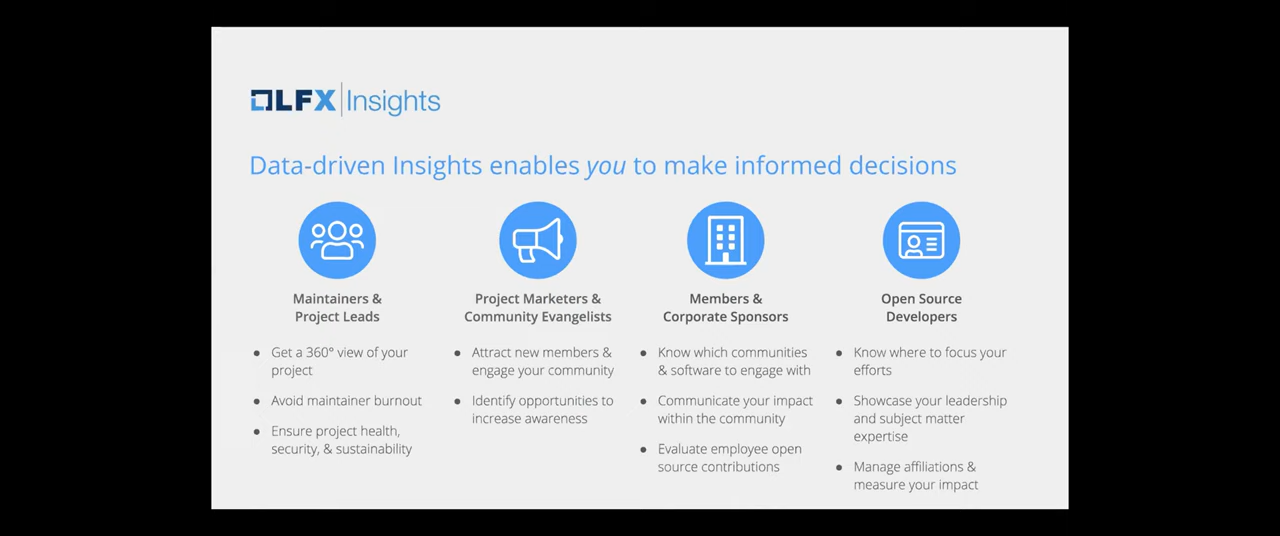 LFX Insights
Data-driven Insights enables you to make informed decisions
Maintainers &
Project Leads
• Get a 360° view of your
project
• Avoid maintainer burnout
• Ensure project health,
security, & sustainability
Project Marketers &
Community Evangelists
• Attract new members &
engage your community
• Identify opportunities to
increase awareness
Members &
Corporate Sponsors
• Know which communities
& software to engage with
• Communicate your impact
within the community
• Evaluate employee open
source contributions
Open Source
Developers
• Know where to focus your
efforts
• Showcase your leadership
and subject matter
expertise
• Manage affiliations &
measure your impact